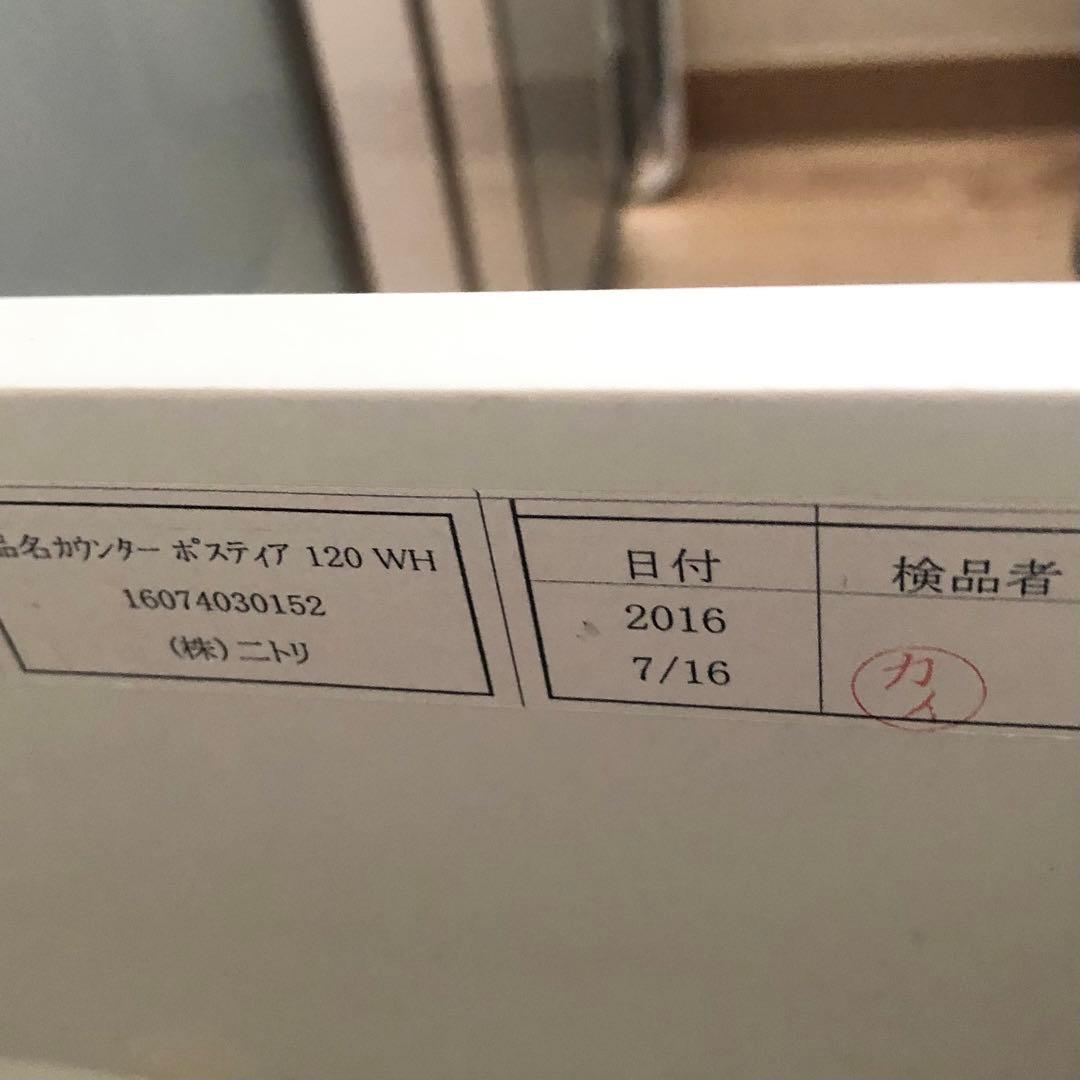 品名カウンター ポスティア 120 WH
16074030152
(株)ニトリ
日付
検品者
2016
7/16
カイ